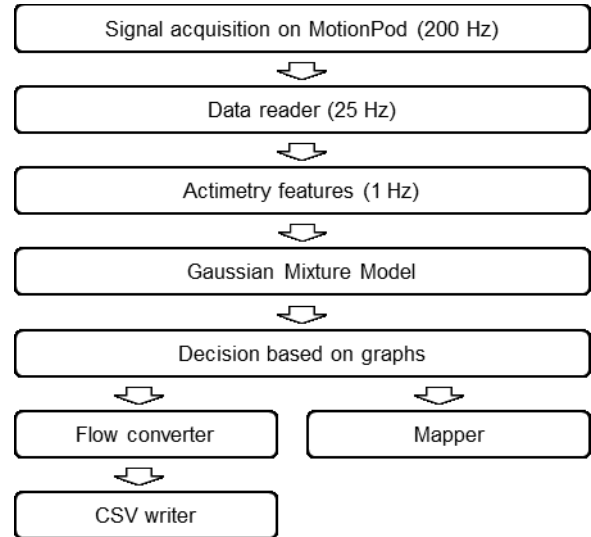 Signal acquisition on MotionPod (200 Hz)
Data reader (25 Hz)
Actimetry features (1 Hz)
Gaussian Mixture Model
Decision based on graphs
Flow converter
Mapper
CSV writer